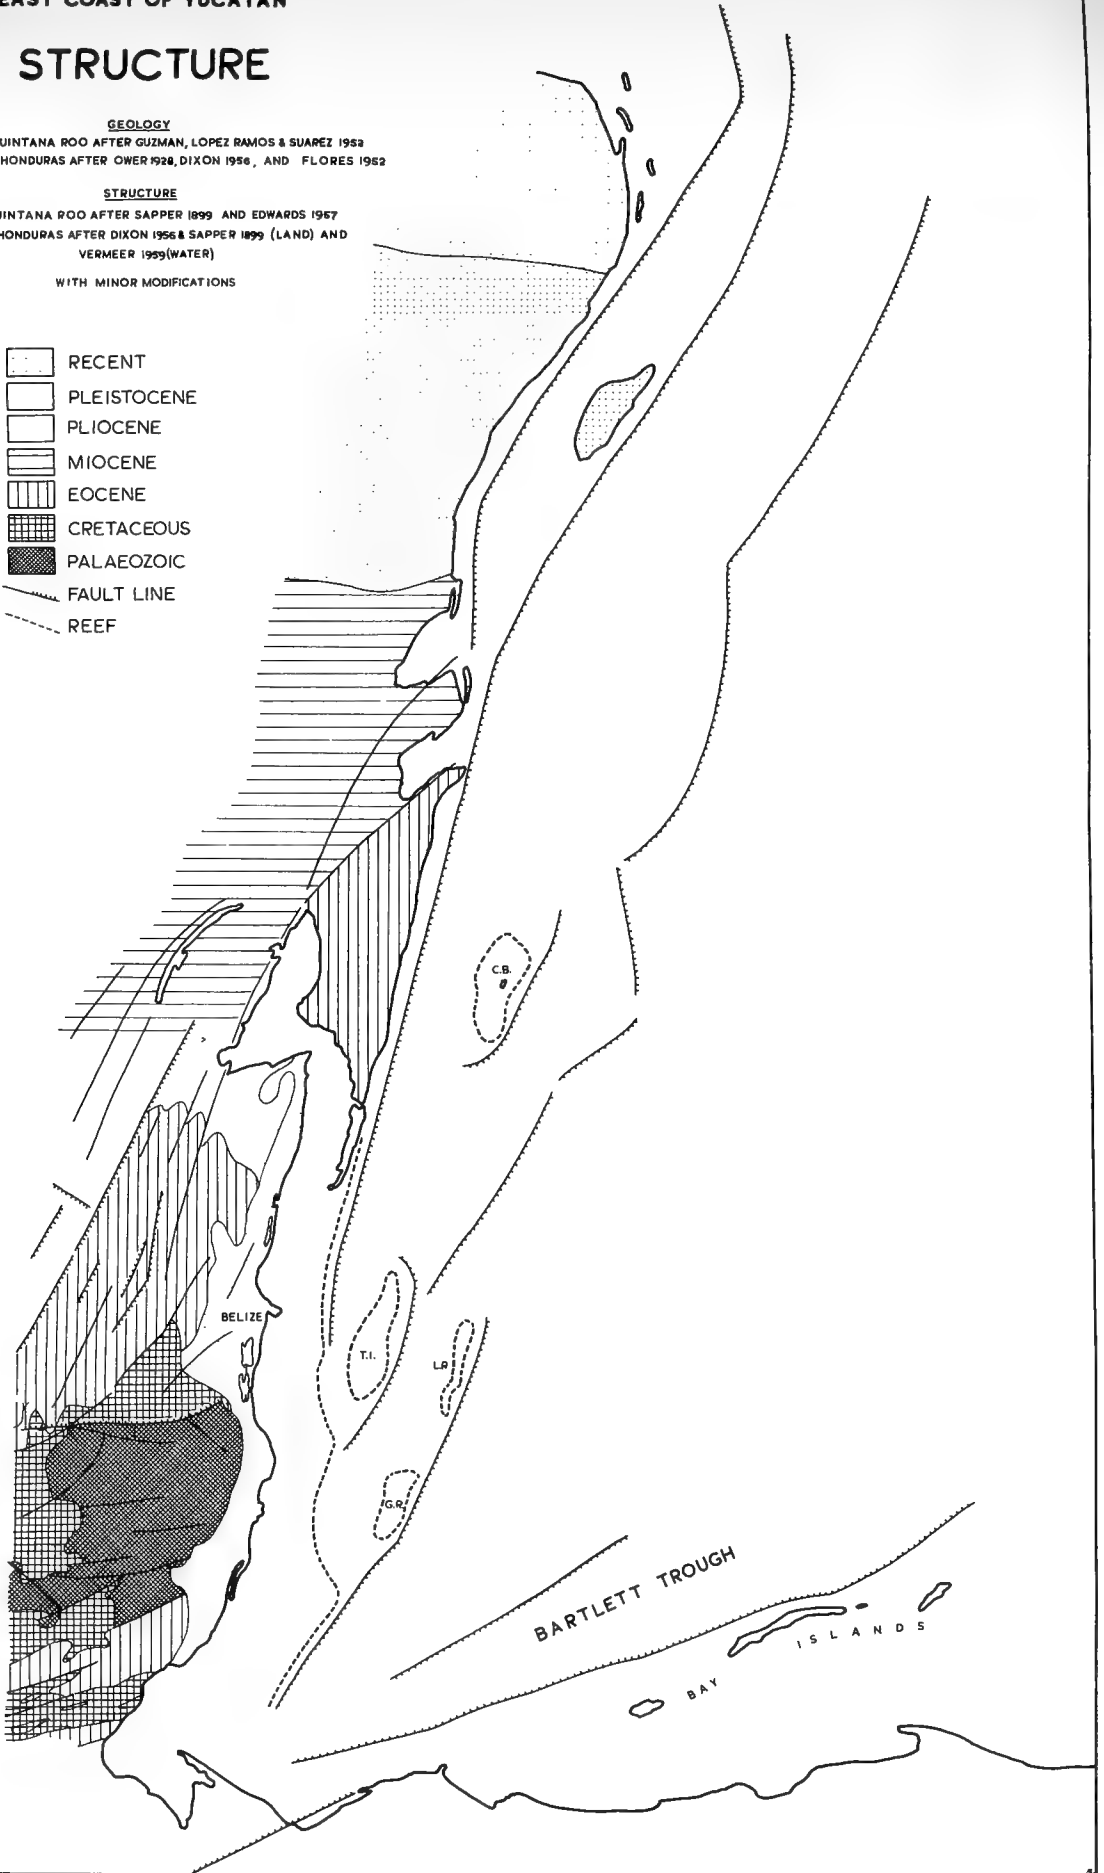 EAST COAST OF YUCATAN
STRUCTURE
GEOLOGY
UINTANA ROO AFTER GUZMAN, LOPEZ RAMOS & SUAREZ 1952
HONDURAS AFTER OWER 1928, DIXON 1956, AND FLORES 1952
STRUCTURE
UINTANA ROO AFTER SAPPER 1899 AND EDWARDS 1957
HONDURAS AFTER DIXON 1956 & SAPPER 1899 (LAND) AND
VERMEER 1959 (WATER)
WITH MINOR MODIFICATIONS
RECENT
PLEISTOCENE
PLIOCENE
MIOCENE
EOCENE
CRETACEOUS
PALAEOZOIC
FAULT LINE
REEF
C.B.
BELIZE
T.I.
L.R.
G.R.
BARTLETT TROUGH
BAY ISLANDS